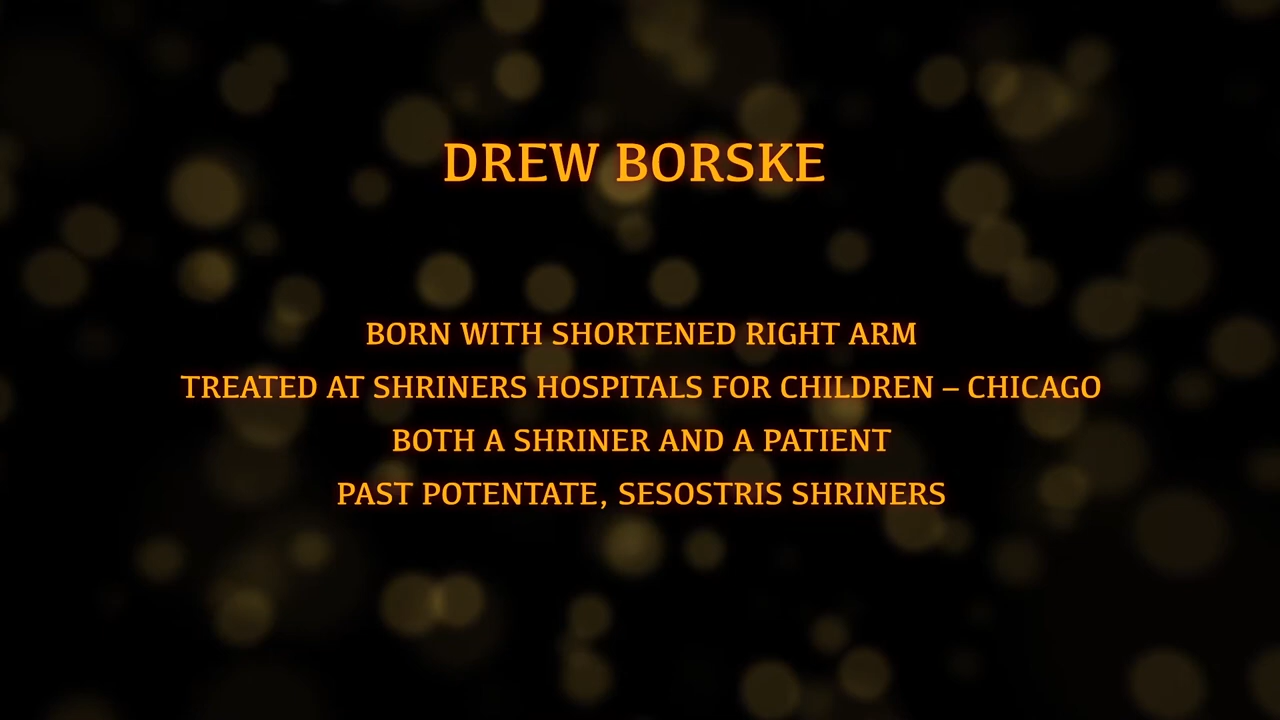 DREW BORSKE
BORN WITH SHORTENED RIGHT ARM
TREATED AT SHRINERS HOSPITALS FOR CHILDREN – CHICAGO
BOTH A SHRINER AND A PATIENT
PAST POTENTATE, SESOSTRIS SHRINERS